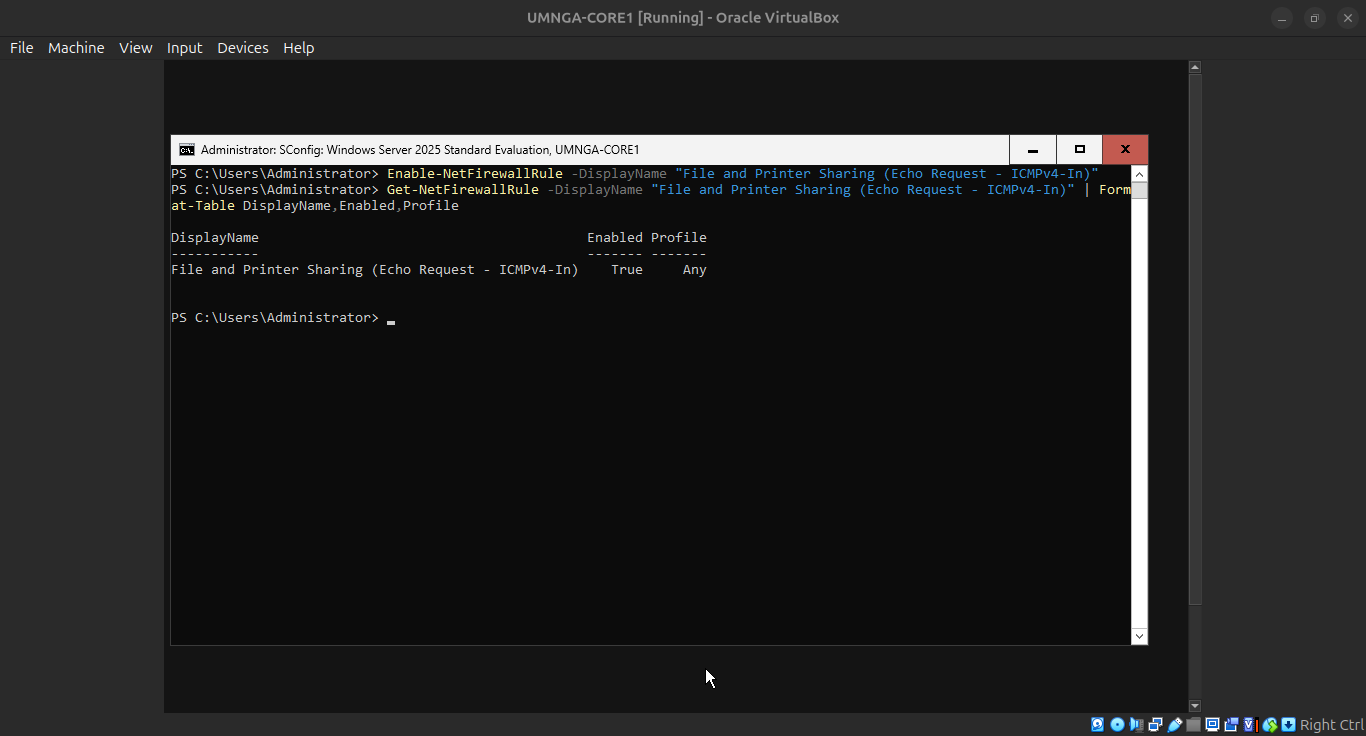 UMNGA-CORE1 [Running] - Oracle VirtualBox
File Machine View Input Devices Help
Administrator: SConfig: Windows Server 2025 Standard Evaluation, UMNGA-CORE1
PS C:\Users\Administrator> Enable-NetFirewallRule -DisplayName "File and Printer Sharing (Echo Request - ICMPv4-In)"
PS C:\Users\Administrator> Get-NetFirewallRule -DisplayName "File and Printer Sharing (Echo Request - ICMPv4-In)" | Form
at-Table DisplayName,Enabled,Profile
DisplayName Enabled Profile
----------- ------- -------
File and Printer Sharing (Echo Request - ICMPv4-In) True Any
PS C:\Users\Administrator>
Right Ctrl